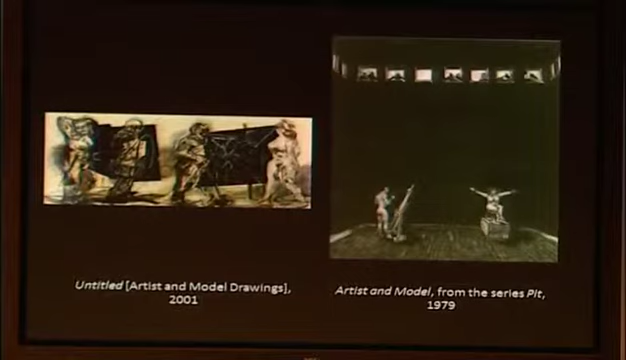 Untitled [Artist and Model Drawings],
2001
Artist and Model, from the series Pit,
1979